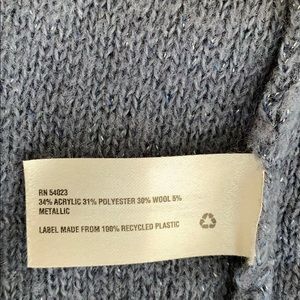 RN 54023
34% ACRYLIC 31% POLYESTER 30% WOOL 5%
METALLIC
LABEL MADE FROM 100% RECYCLED PLASTIC